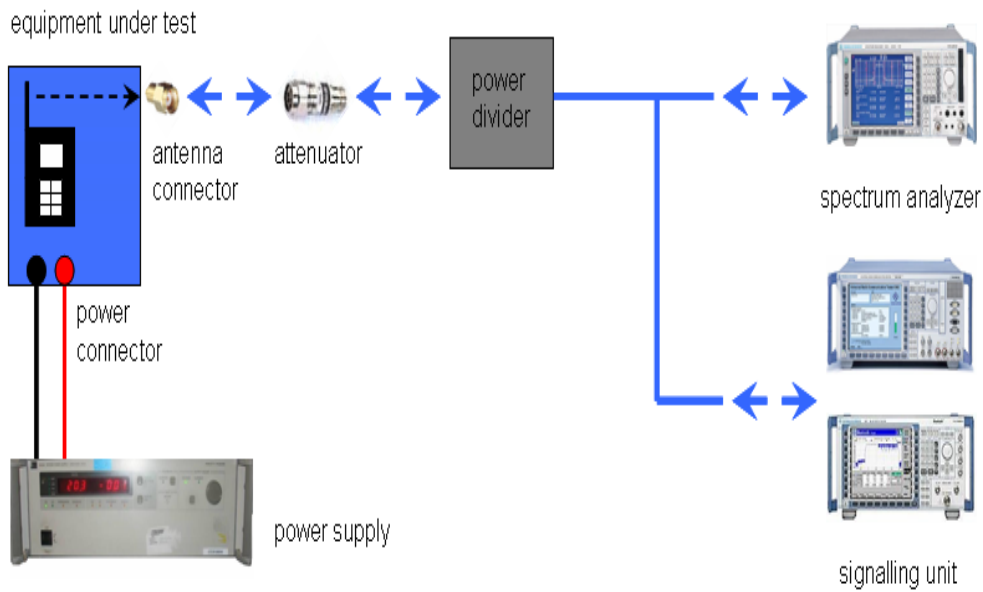 equipment under test
antenna
connector
attenuator
power
divider
spectrum analyzer
power
connector
power supply
signalling unit